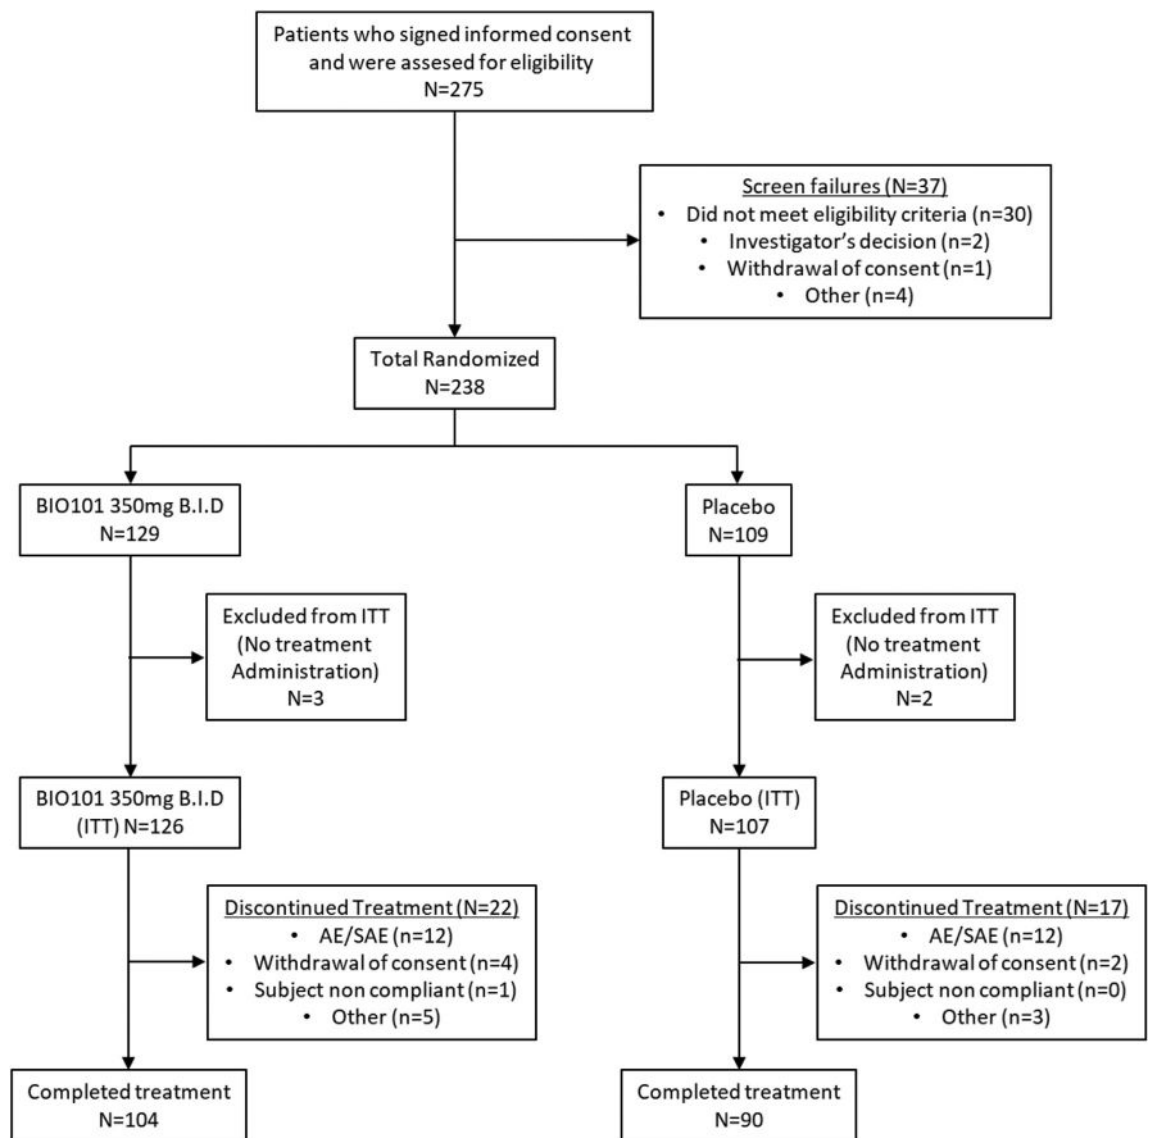 Patients who signed informed consent
and were assesed for eligibility
N=275
Screen failures (N=37)
• Did not meet eligibility criteria (n=30)
• Investigator's decision (n=2)
• Withdrawal of consent (n=1)
• Other (n=4)
Total Randomized
N=238
BIO101 350mg B.I.D
N=129
Placebo
N=109
Excluded from ITT
(No treatment
Administration)
N=3
Excluded from ITT
(No treatment
Administration)
N=2
BIO101 350mg B.I.D
(ITT) N=126
Placebo (ITT)
N=107
Discontinued Treatment (N=22)
• AE/SAE (n=12)
• Withdrawal of consent (n=4)
• Subject non compliant (n=1)
• Other (n=5)
Discontinued Treatment (N=17)
• AE/SAE (n=12)
• Withdrawal of consent (n=2)
• Subject non compliant (n=0)
• Other (n=3)
Completed treatment
N=104
Completed treatment
N=90